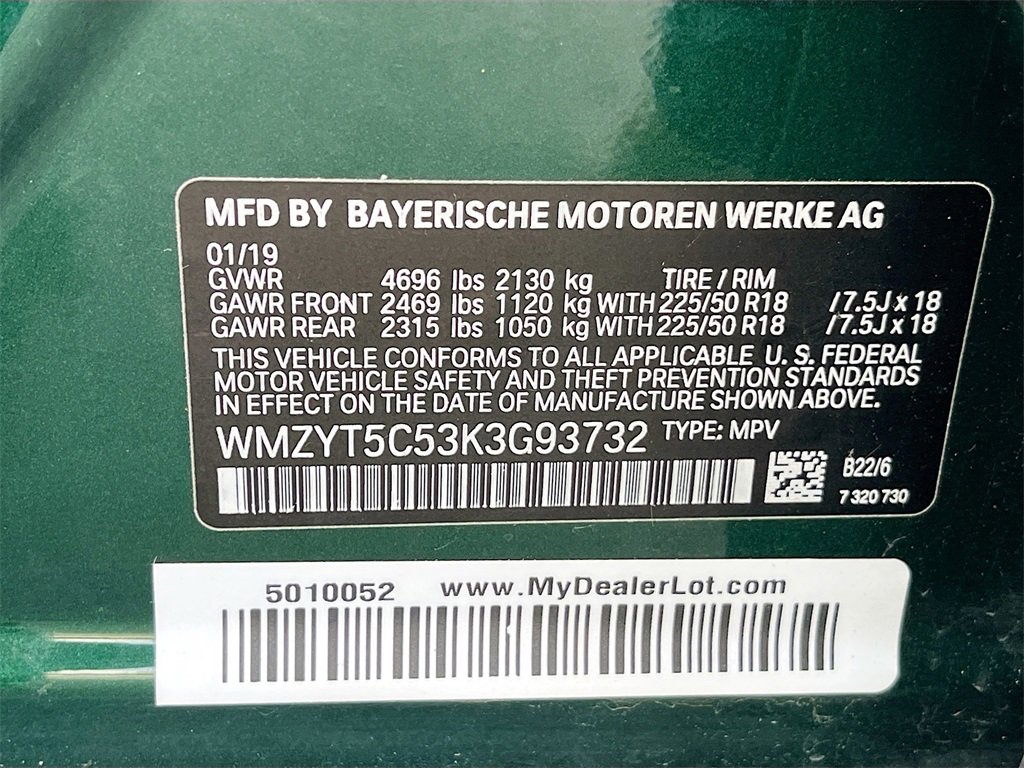 MFD BY BAYERISCHE MOTOREN WERKE AG
01/19
GVWR 4696 lbs 2130 kg TIRE / RIM
GAWR FRONT 2469 lbs 1120 kg WITH 225/50 R18 /7.5J x 18
GAWR REAR 2315 lbs 1050 kg WITH 225/50 R18 /7.5J x 18
THIS VEHICLE CONFORMS TO ALL APPLICABLE U. S. FEDERAL
MOTOR VEHICLE SAFETY AND THEFT PREVENTION STANDARDS
IN EFFECT ON THE DATE OF MANUFACTURE SHOWN ABOVE.
WMZYT5C53K3G93732 TYPE: MPV
B22/6
7 320 730
5010052 www.MyDealerLot.com